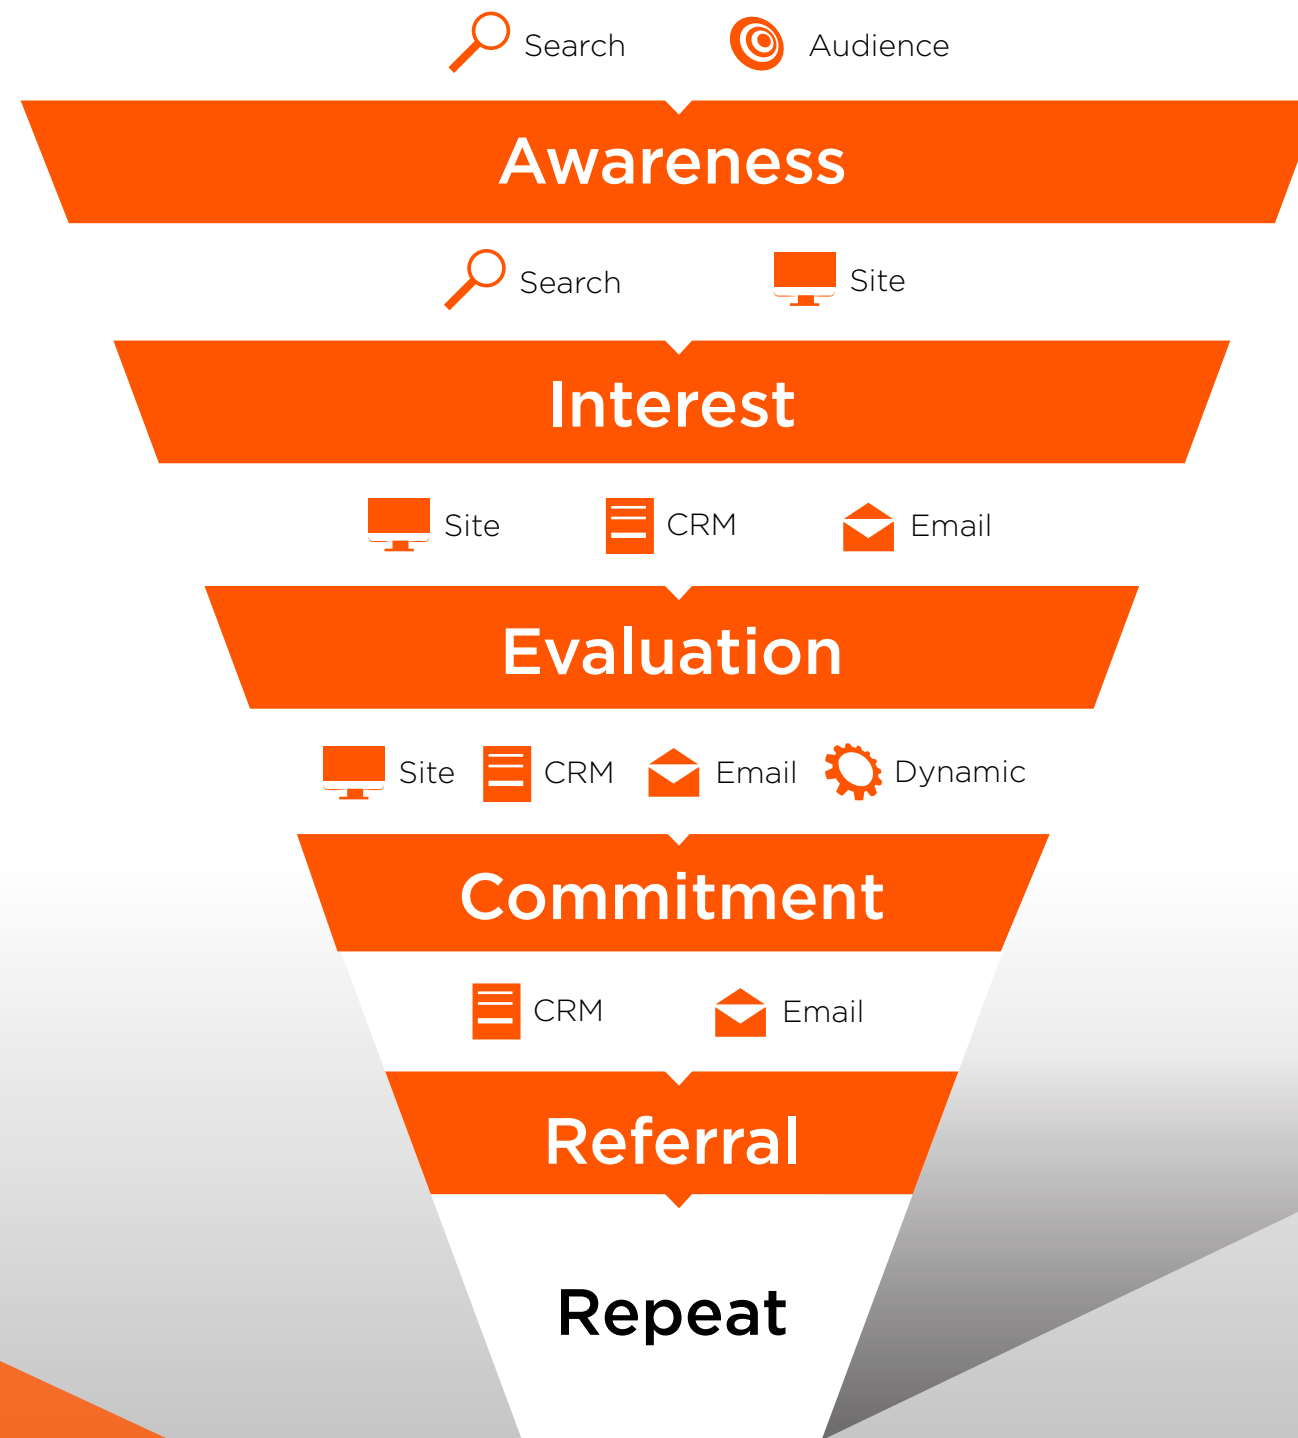 Search Audience
Awareness
Search Site
Interest
Site CRM Email
Evaluation
Site CRM Email Dynamic
Commitment
CRM Email
Referral
Repeat